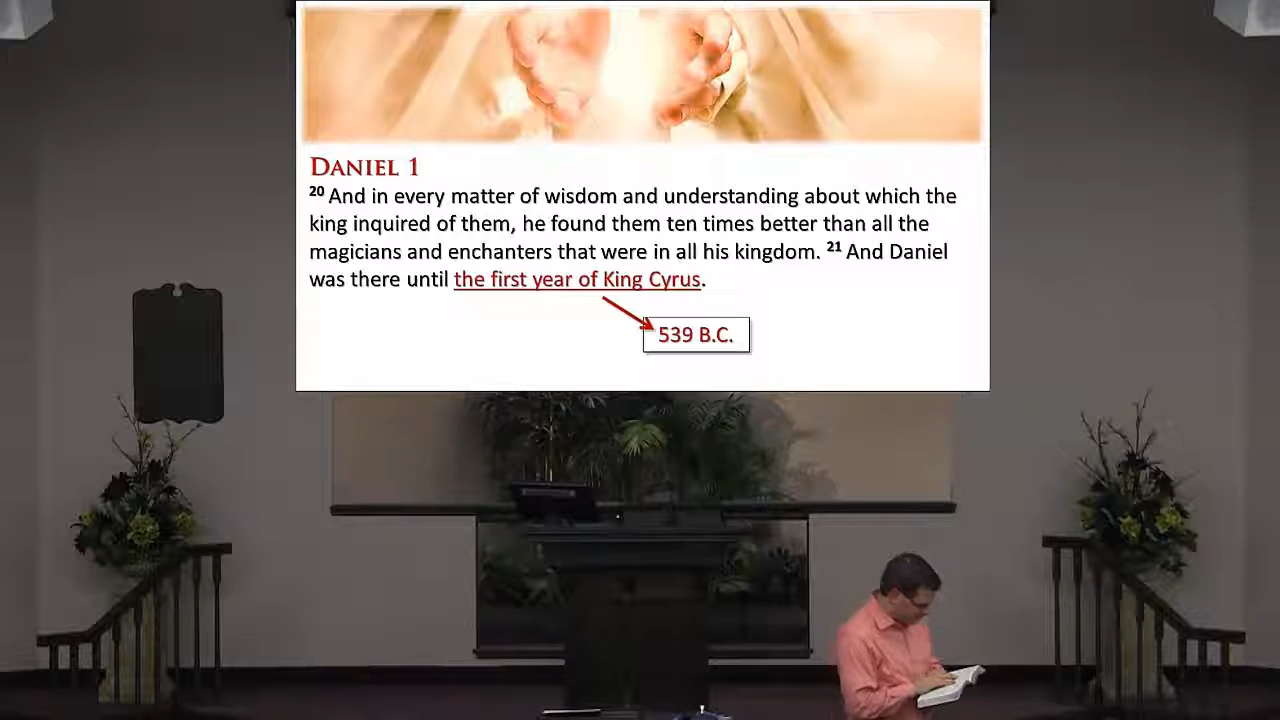 DANIEL 1
20 And in every matter of wisdom and understanding about which the
king inquired of them, he found them ten times better than all the
magicians and enchanters that were in all his kingdom. 21 And Daniel
was there until the first year of King Cyrus.
539 B.C.